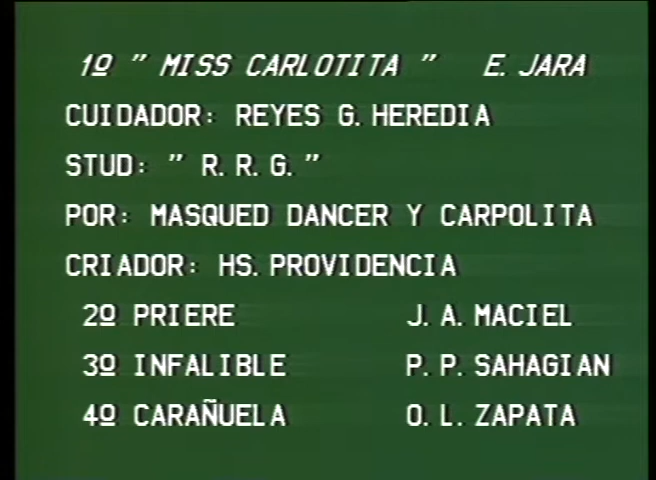 1º " MISS CARLOTITA " E. JARA
CUIDADOR: REYES G. HEREDIA
STUD: " R. R. G. "
POR: MASQUED DANCER Y CARPOLITA
CRIADOR: HS. PROVIDENCIA
2º PRIERE J. A. MACIEL
3º INFALIBLE P. P. SAHAGIAN
4º CARAÑUELA O. L. ZAPATA